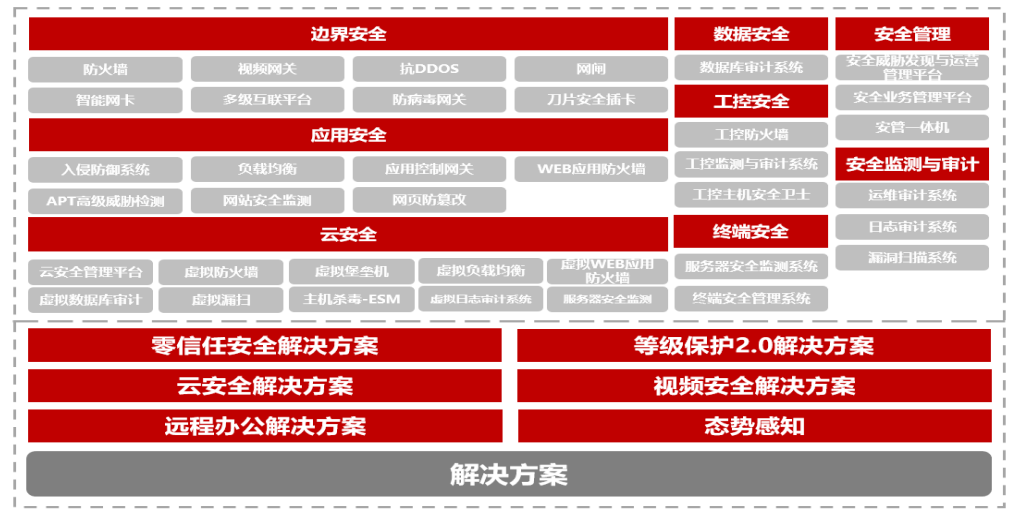 边界安全
防火墙
视频网关
抗DDOS
网闸
智能网卡
多级互联平台
防病毒网关
刀片安全插卡
应用安全
入侵防御系统
负载均衡
应用控制网关
WEB应用防火墙
APT高级威胁检测
网站安全监测
网页防篡改
云安全
云安全管理平台
虚拟防火墙
虚拟堡垒机
虚拟负载均衡
虚拟WEB应用
防火墙
虚拟数据库审计
虚拟漏扫
主机杀毒-ESM
虚拟日志审计系统
服务器安全监测
数据安全
数据库审计系统
工控安全
工控防火墙
工控监测与审计系统
工控主机安全卫士
终端安全
服务器安全监测系统
终端安全管理系统
安全管理
安全威胁发现与运营
管理平台
安全业务管理平台
安管一体机
安全监测与审计
运维审计系统
日志审计系统
漏洞扫描系统
零信任安全解决方案
等级保护2.0解决方案
云安全解决方案
视频安全解决方案
远程办公解决方案
态势感知
解决方案